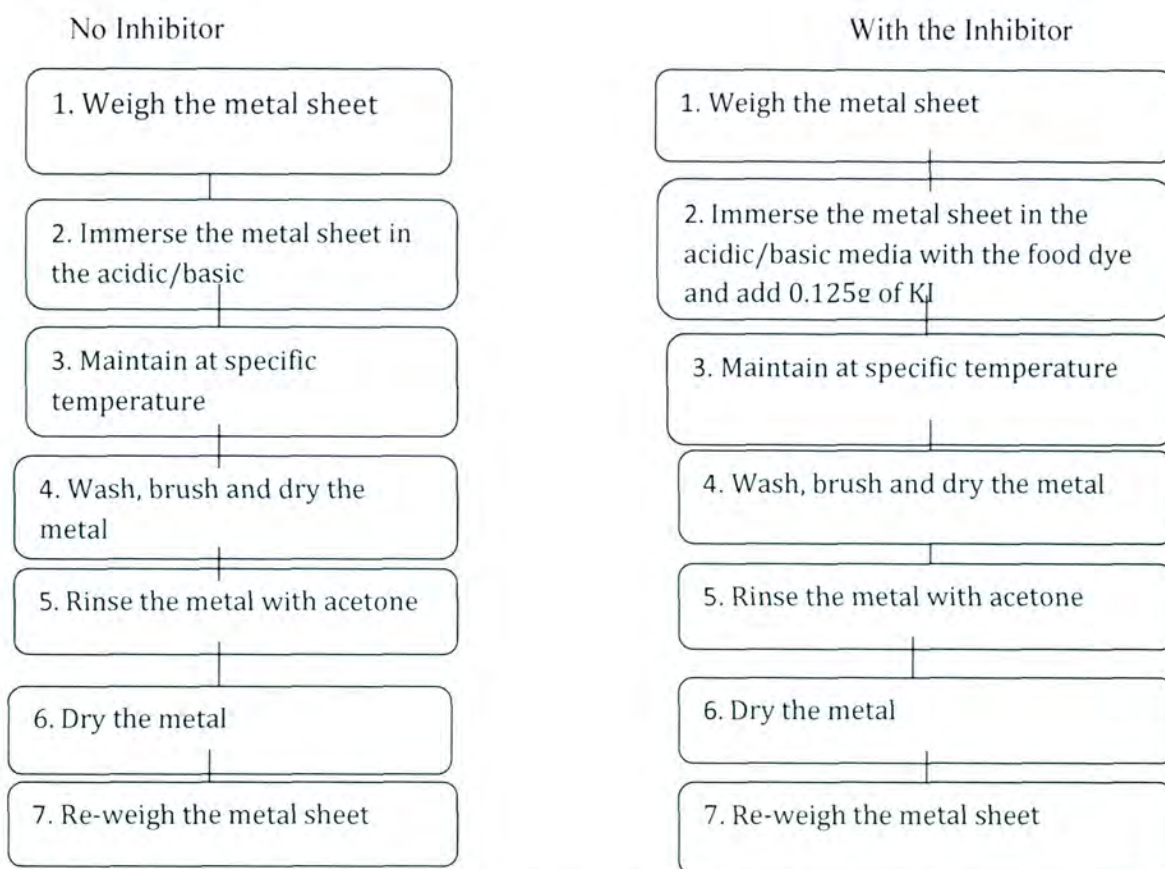 No Inhibitor
1. Weigh the metal sheet
2. Immerse the metal sheet in
the acidic/basic
3. Maintain at specific
temperature
4. Wash, brush and dry the
metal
5. Rinse the metal with acetone
6. Dry the metal
7. Re-weigh the metal sheet
With the Inhibitor
1. Weigh the metal sheet
2. Immerse the metal sheet in the
acidic/basic media with the food dye
and add 0.125g of KI
3. Maintain at specific temperature
4. Wash, brush and dry the metal
5. Rinse the metal with acetone
6. Dry the metal
7. Re-weigh the metal sheet